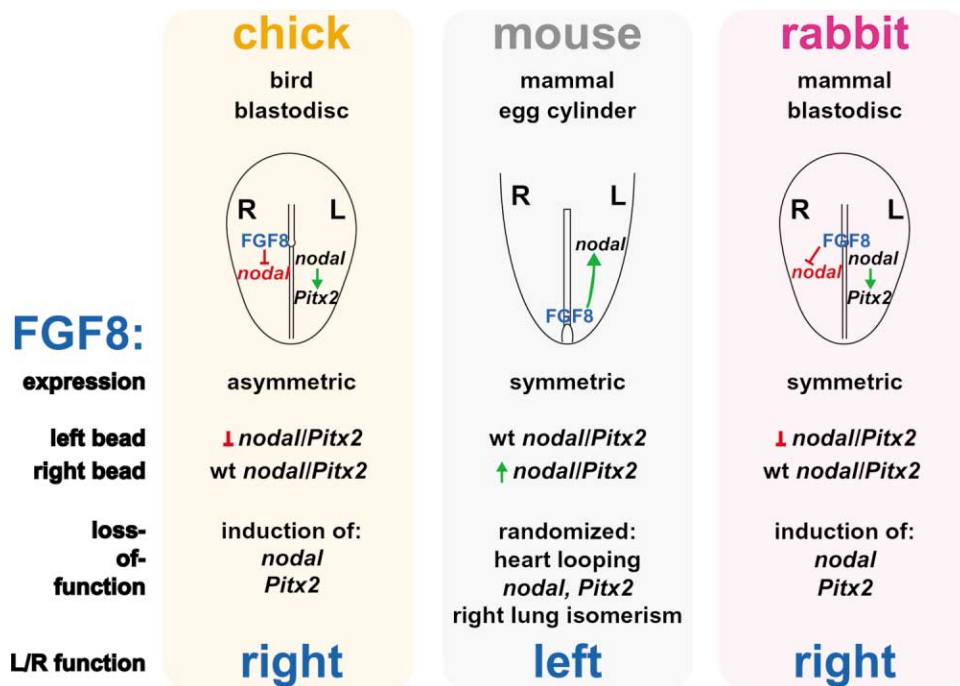 chick mouse rabbit
bird mammal mammal
blastodisc egg cylinder blastodisc
R L R L R L
FGF8 nodal FGF8
nodal nodal nodal nodal
Pitx2 FGF8 Pitx2
FGF8:
expression asymmetric symmetric symmetric
left bead nodal/Pitx2 wt nodal/Pitx2 nodal/Pitx2
right bead wt nodal/Pitx2 nodal/Pitx2 wt nodal/Pitx2
loss- induction of: randomized: induction of:
of- nodal heart looping nodal
function Pitx2 nodal, Pitx2 Pitx2
right lung isomerism
L/R function right left right